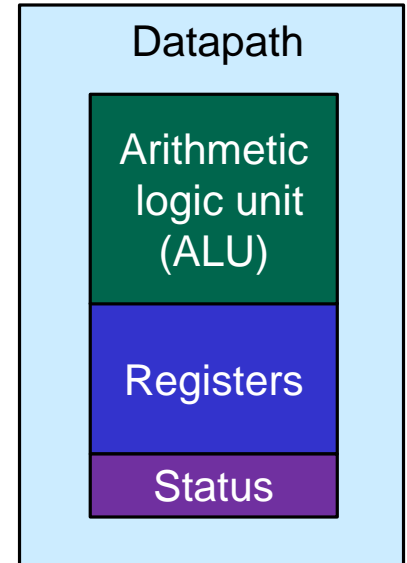 Datapath
Arithmetic
logic unit
(ALU)
Registers
Status